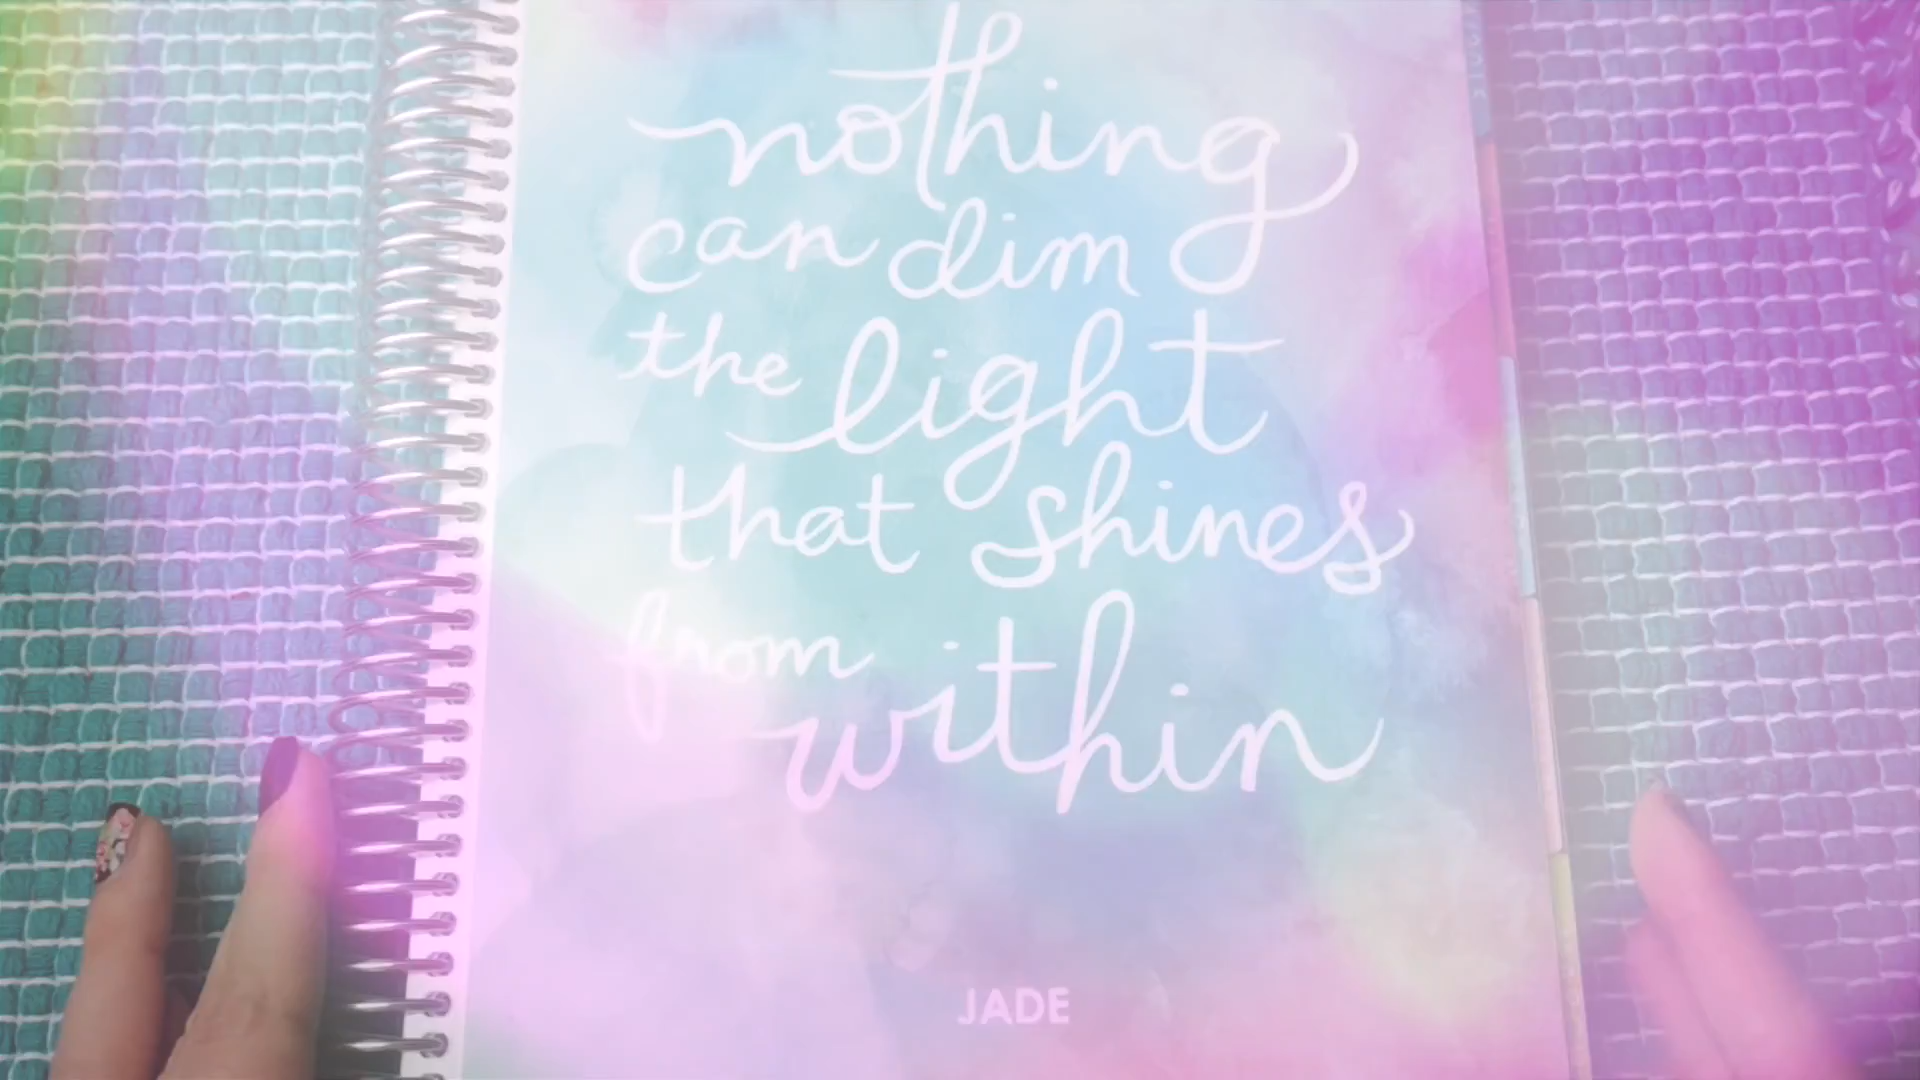 nothing
can dim
the light
that shines
from
within
JADE